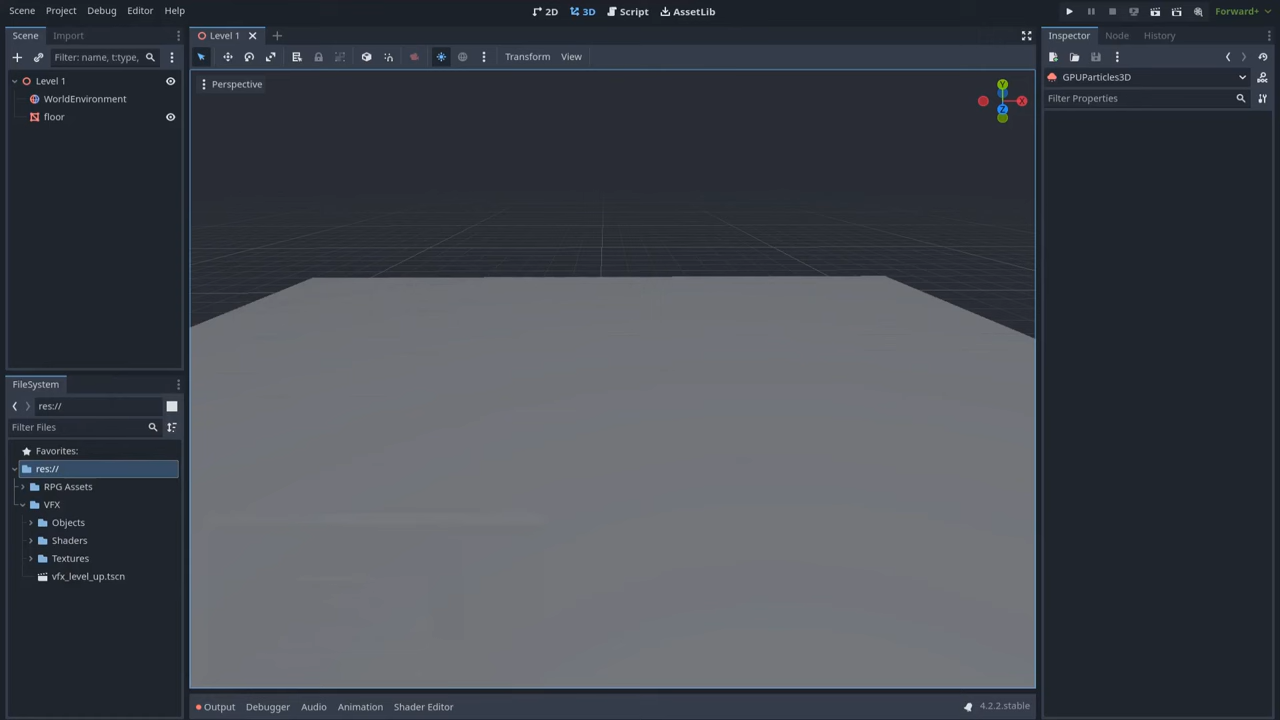 Scene Project Debug Editor Help
2D 3D Script AssetLib
Forward+
Scene Import
Filter: name, t:type,
Level 1
WorldEnvironment
floor
Level 1
Transform View
Perspective
Y
X
Z
Inspector Node History
GPUParticles3D
Filter Properties
FileSystem
res://
Filter Files
Favorites:
res://
RPG Assets
VFX
Objects
Shaders
Textures
vfx_level_up.tscn
Output Debugger Audio Animation Shader Editor
4.2.2.stable